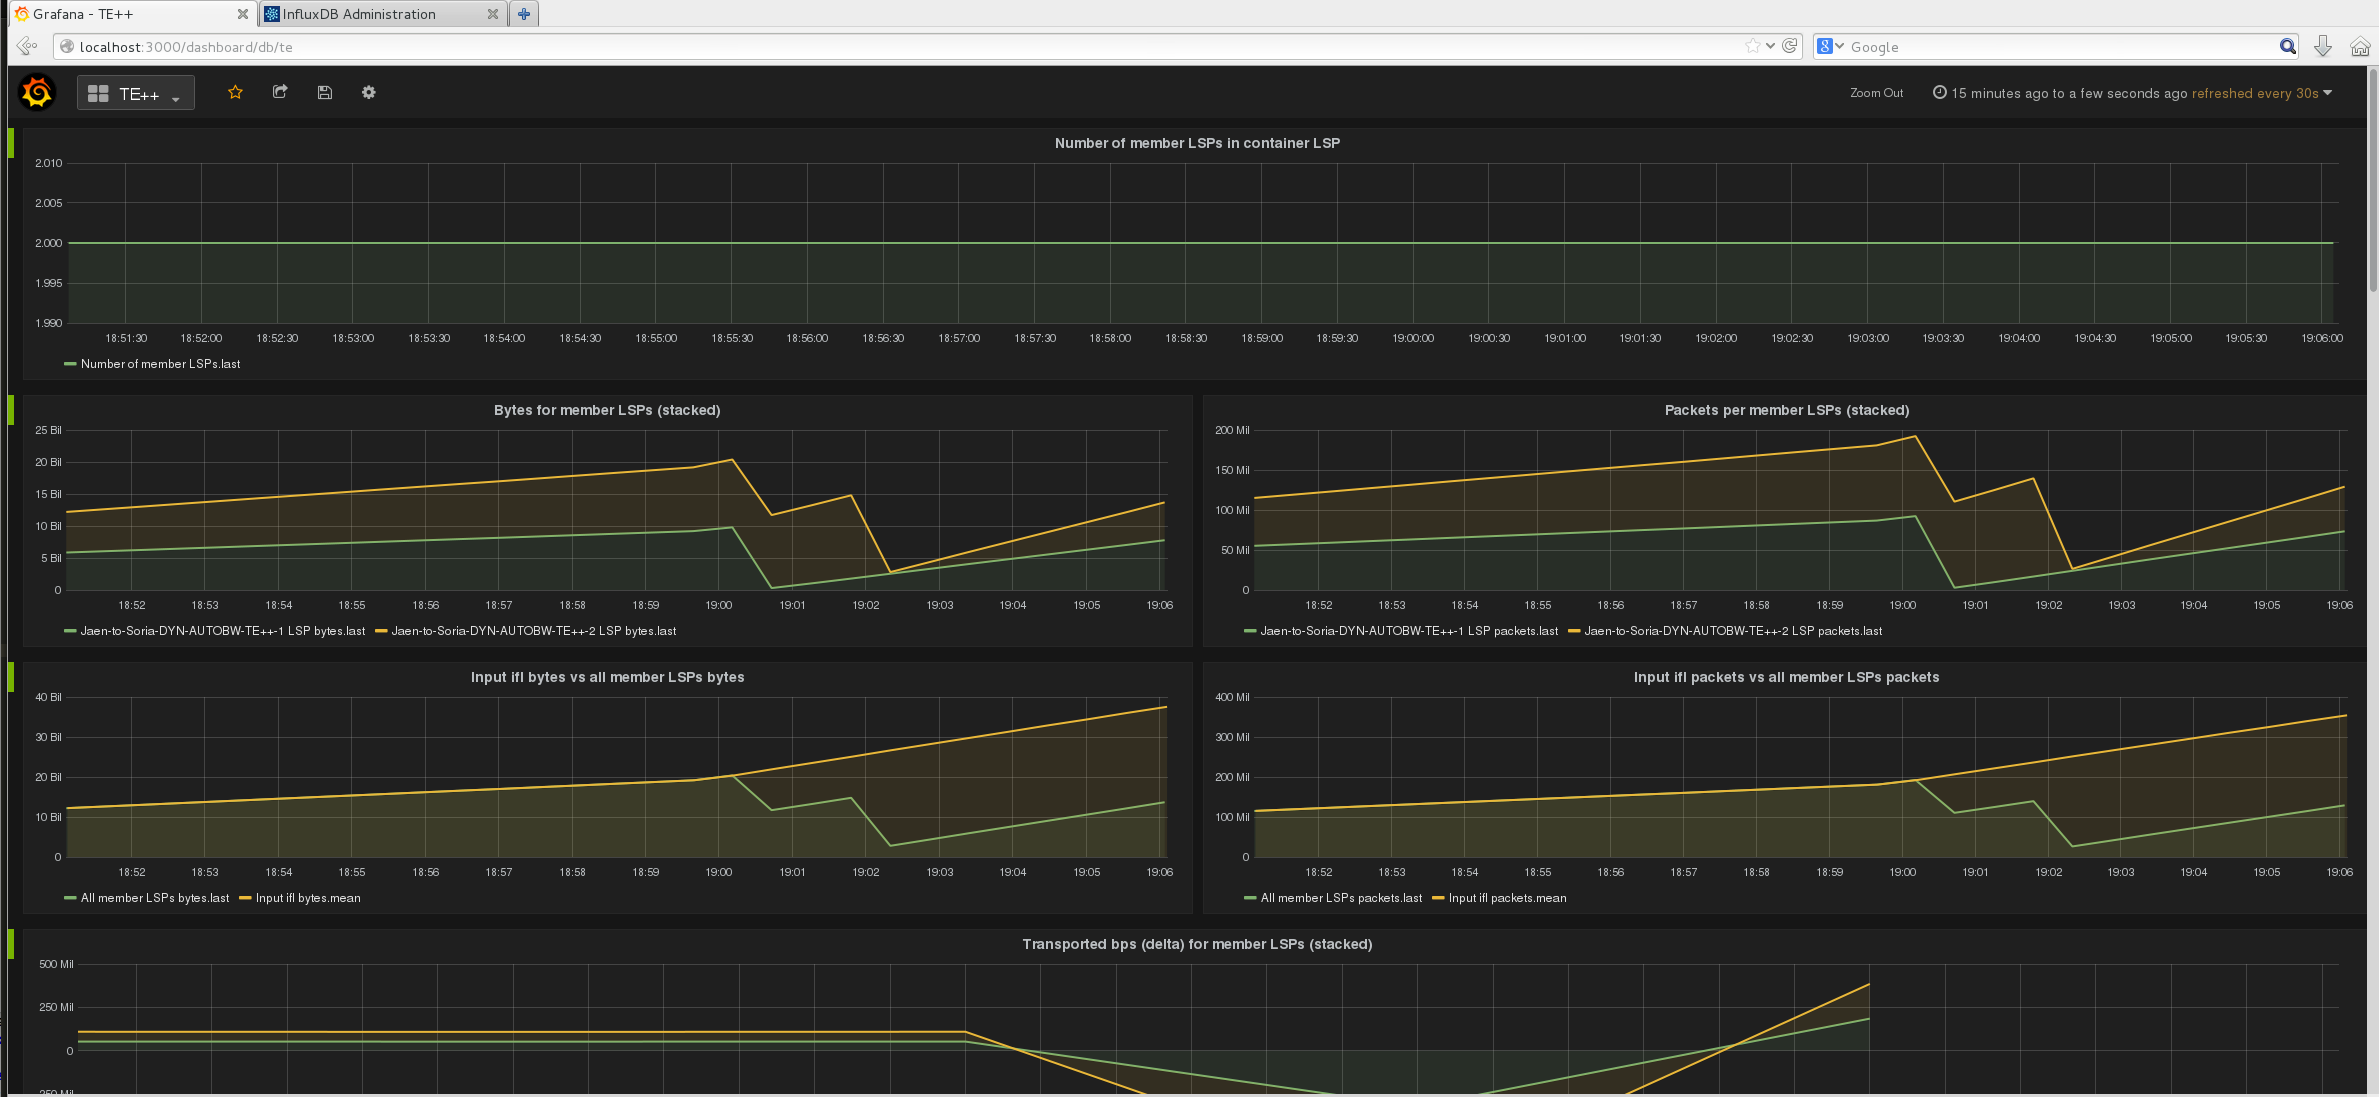 Grafana - TE++
InfluxDB Administration
localhost:3000/dashboard/db/te
Google
TE++
Zoom Out
15 minutes ago to a few seconds ago refreshed every 30s
Number of member LSPs in container LSP
2.010
2.005
2.000
1.995
1.990
18:51:30 18:52:00 18:52:30 18:53:00 18:53:30 18:54:00 18:54:30 18:55:00 18:55:30 18:56:00 18:56:30 18:57:00 18:57:30 18:58:00 18:58:30 18:59:00 18:59:30 19:00:00 19:00:30 19:01:00 19:01:30 19:02:00 19:02:30 19:03:00 19:03:30 19:04:00 19:04:30 19:05:00 19:05:30 19:06:00
Number of member LSPs.last
Bytes for member LSPs (stacked)
25 Bil
20 Bil
15 Bil
10 Bil
5 Bil
0
18:52 18:53 18:54 18:55 18:56 18:57 18:58 18:59 19:00 19:01 19:02 19:03 19:04 19:05 19:06
Jaen-to-Soria-DYN-AUTOBW-TE++-1 LSP bytes.last Jaen-to-Soria-DYN-AUTOBW-TE++-2 LSP bytes.last
Packets per member LSPs (stacked)
200 Mil
150 Mil
100 Mil
50 Mil
0
18:52 18:53 18:54 18:55 18:56 18:57 18:58 18:59 19:00 19:01 19:02 19:03 19:04 19:05 19:06
Jaen-to-Soria-DYN-AUTOBW-TE++-1 LSP packets.last Jaen-to-Soria-DYN-AUTOBW-TE++-2 LSP packets.last
Input ifl bytes vs all member LSPs bytes
40 Bil
30 Bil
20 Bil
10 Bil
0
18:52 18:53 18:54 18:55 18:56 18:57 18:58 18:59 19:00 19:01 19:02 19:03 19:04 19:05 19:06
All member LSPs bytes.last Input ifl bytes.mean
Input ifl packets vs all member LSPs packets
400 Mil
300 Mil
200 Mil
100 Mil
0
18:52 18:53 18:54 18:55 18:56 18:57 18:58 18:59 19:00 19:01 19:02 19:03 19:04 19:05 19:06
All member LSPs packets.last Input ifl packets.mean
Transported bps (delta) for member LSPs (stacked)
500 Mil
250 Mil
0
-250 Mil